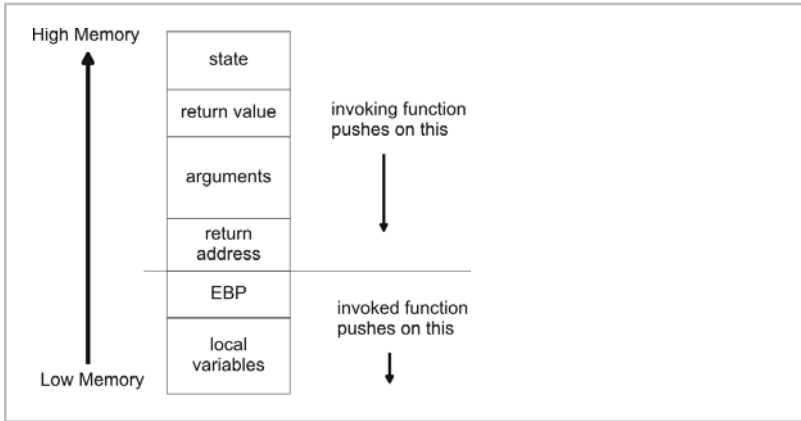 High Memory
state
return value
invoking function
pushes on this
arguments
return
address
EBP
invoked function
pushes on this
local
variables
Low Memory